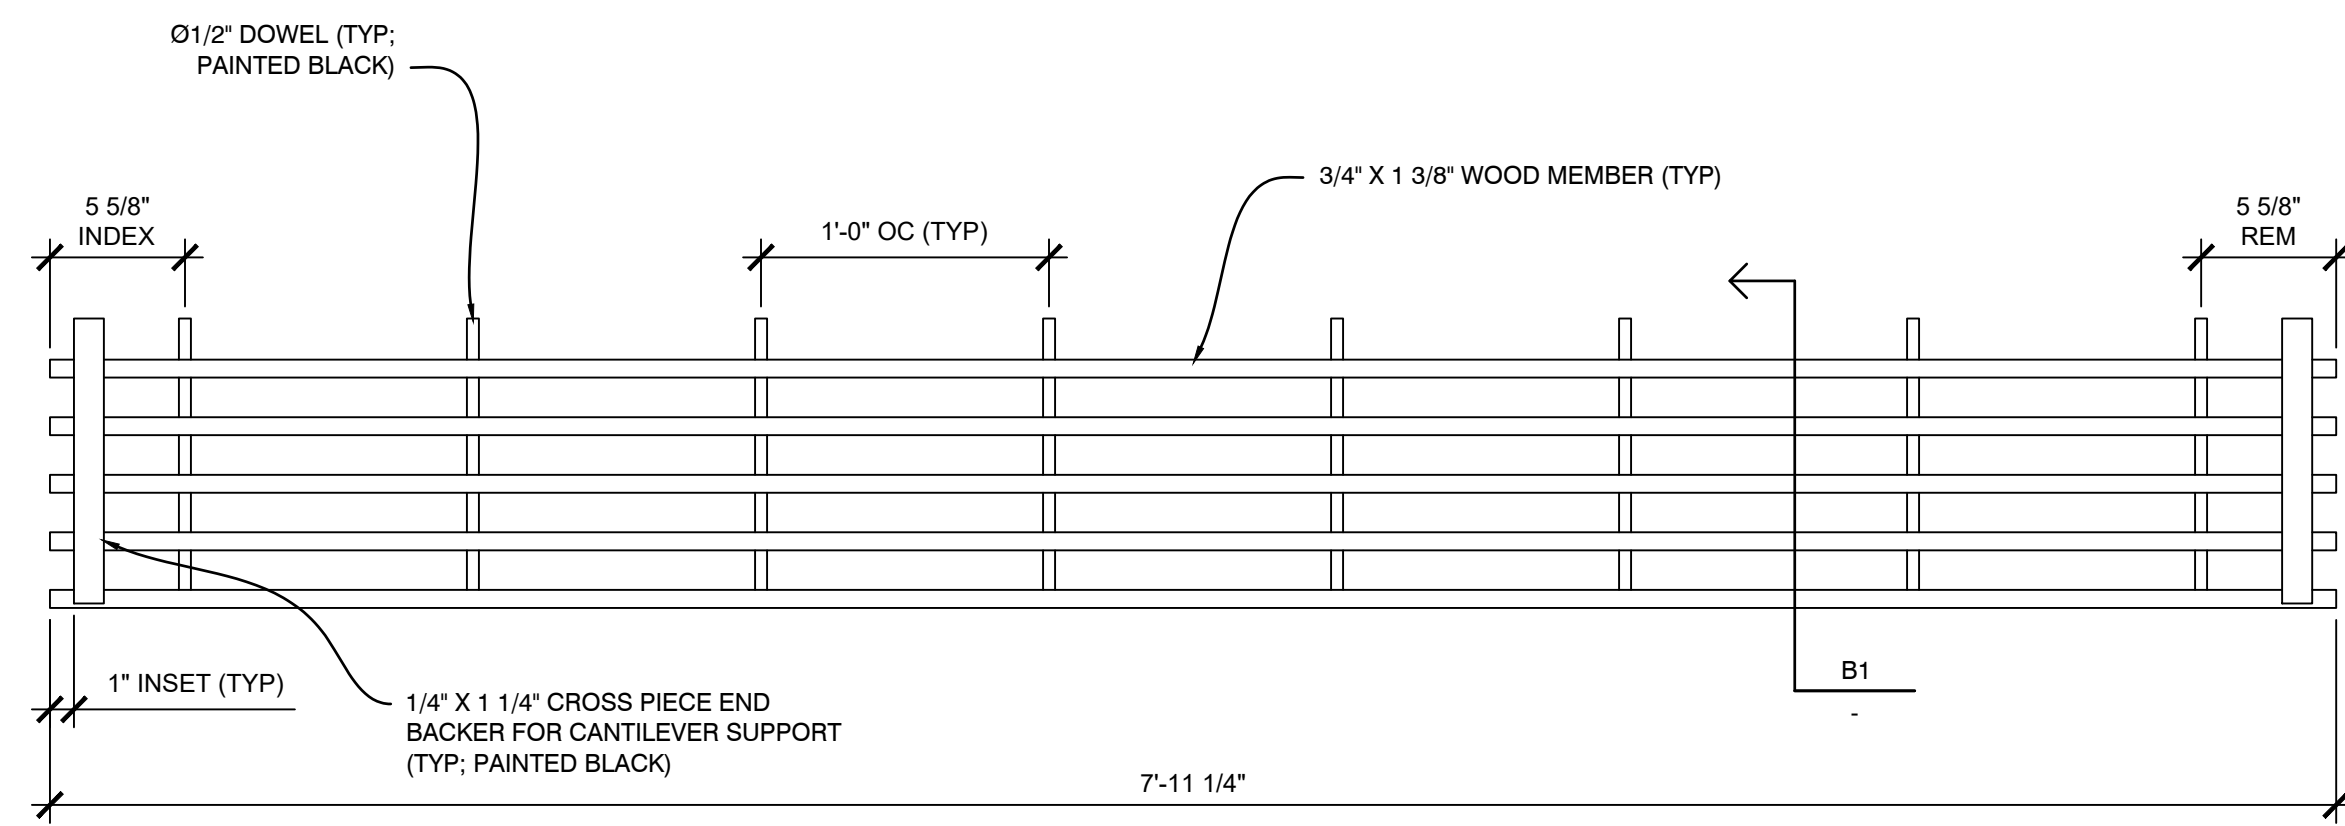 Ø1/2" DOWEL (TYP;
PAINTED BLACK)
3/4" X 1 3/8" WOOD MEMBER (TYP)
5 5/8"
INDEX
1'-0" OC (TYP)
5 5/8"
REM
1" INSET (TYP)
1/4" X 1 1/4" CROSS PIECE END
BACKER FOR CANTILEVER SUPPORT
(TYP; PAINTED BLACK)
B1
-
7'-11 1/4"